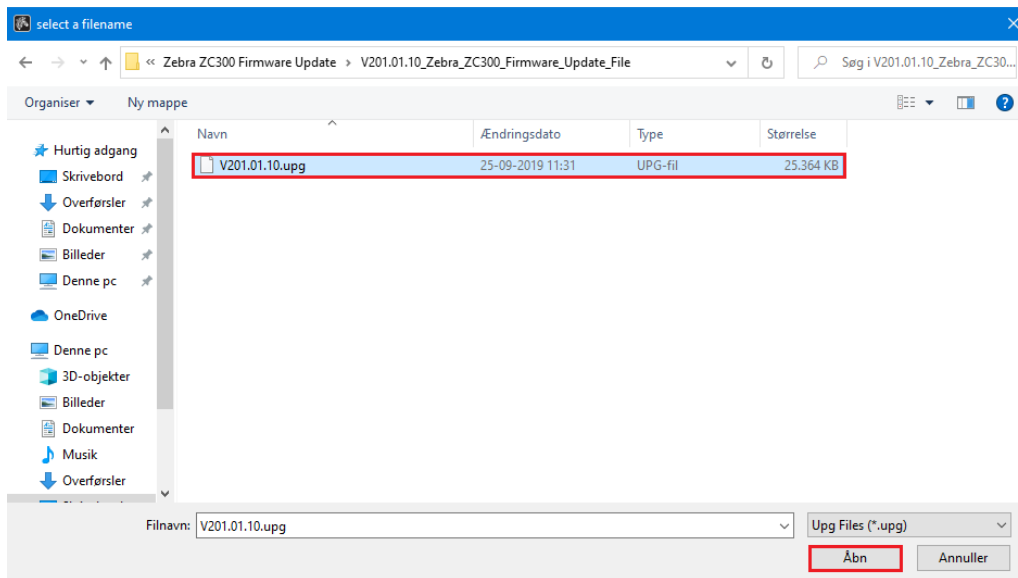 select a filename
« Zebra ZC300 Firmware Update › V201.01.10_Zebra_ZC300_Firmware_Update_File
Søg i V201.01.10_Zebra_ZC30...
Organiser Ny mappe
Navn Ændringsdato Type Størrelse
V201.01.10.upg 25-09-2019 11:31 UPG-fil 25.364 KB
Hurtig adgang
Skrivebord
Overførsler
Dokumenter
Billeder
Denne pc
OneDrive
Denne pc
3D-objekter
Billeder
Dokumenter
Musik
Overførsler
Filnavn: V201.01.10.upg Upg Files (*.upg)
Åbn Annuller